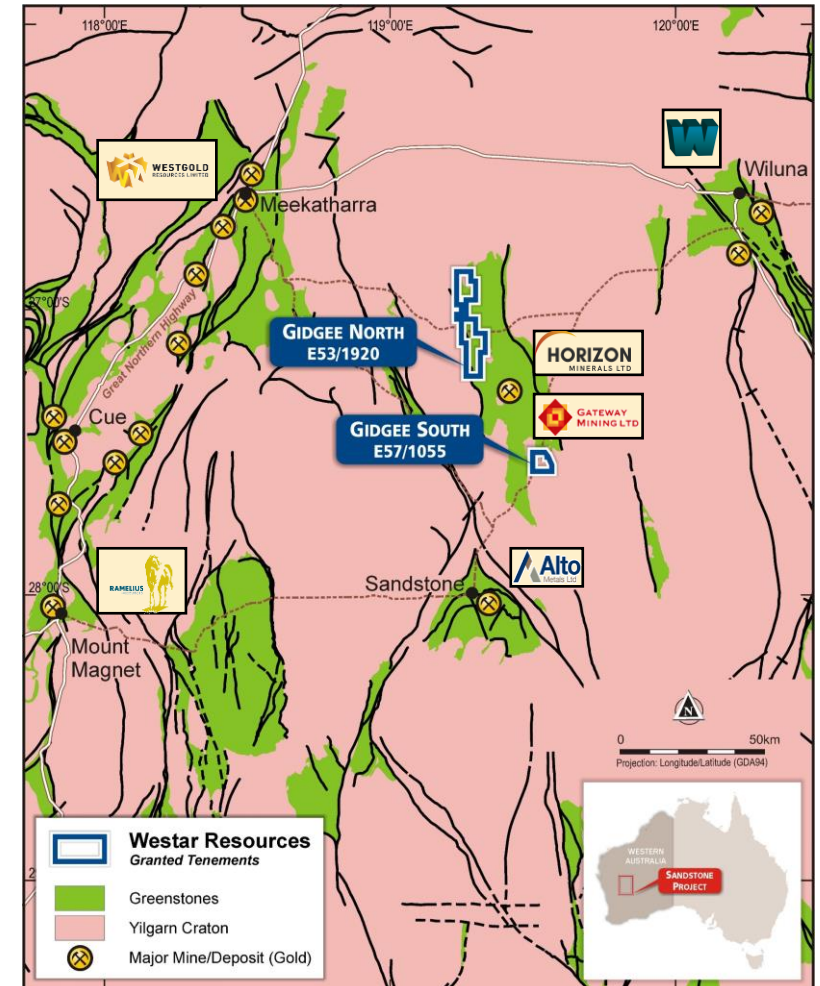 118°00'E
119°00'E
120°00'E
WESTGOLD
RESOURCES LIMITED
W
Wiluna
Meekatharra
27°00'S
Great Northern Highway
GIDGEE NORTH
E53/1920
HORIZON
MINERALS LTD
GATEWAY
MINING LTD
Cue
GIDGEE SOUTH
E57/1055
RAMELIUS
Alto
Metals Ltd
28°00'S
Sandstone
Mount
Magnet
N
0
50km
Projection: Longitude/Latitude (GDA94)
Westar Resources
Granted Tenements
Greenstones
Yilgarn Craton
Major Mine/Deposit (Gold)
WESTERN
AUSTRALIA
SANDSTONE
PROJECT